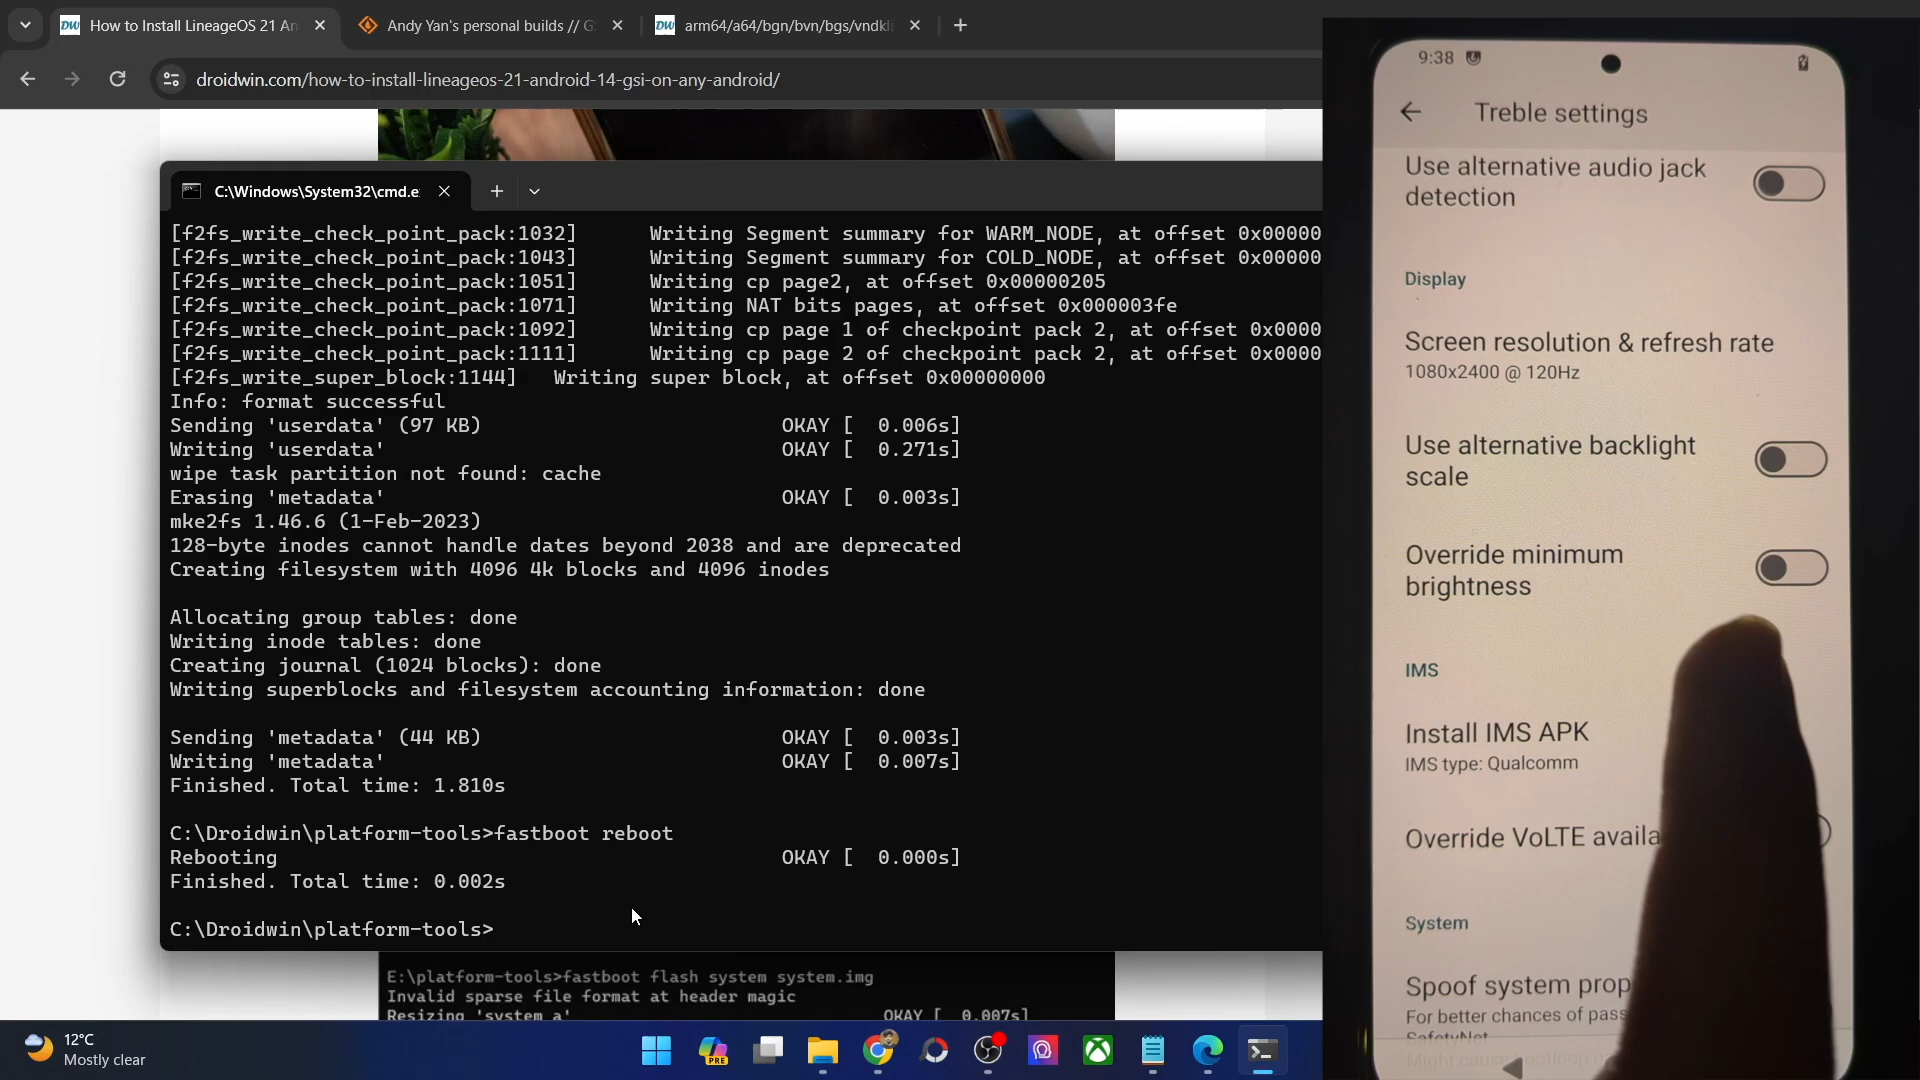 How to Install LineageOS 21 An
Andy Yan's personal builds // G
arm64/a64/bgn/bvn/bgs/vndkli
droidwin.com/how-to-install-lineageos-21-android-14-gsi-on-any-android/
C:\Windows\System32\cmd.e
[f2fs_write_check_point_pack:1032] Writing Segment summary for WARM_NODE, at offset 0x00000
[f2fs_write_check_point_pack:1043] Writing Segment summary for COLD_NODE, at offset 0x00000
[f2fs_write_check_point_pack:1051] Writing cp page2, at offset 0x00000205
[f2fs_write_check_point_pack:1071] Writing NAT bits pages, at offset 0x000003fe
[f2fs_write_check_point_pack:1092] Writing cp page 1 of checkpoint pack 2, at offset 0x0000
[f2fs_write_check_point_pack:1111] Writing cp page 2 of checkpoint pack 2, at offset 0x0000
[f2fs_write_super_block:1144] Writing super block, at offset 0x00000000
Info: format successful
Sending 'userdata' (97 KB) OKAY [ 0.006s]
Writing 'userdata' OKAY [ 0.271s]
wipe task partition not found: cache
Erasing 'metadata' OKAY [ 0.003s]
mke2fs 1.46.6 (1-Feb-2023)
128-byte inodes cannot handle dates beyond 2038 and are deprecated
Creating filesystem with 4096 4k blocks and 4096 inodes
Allocating group tables: done
Writing inode tables: done
Creating journal (1024 blocks): done
Writing superblocks and filesystem accounting information: done
Sending 'metadata' (44 KB) OKAY [ 0.003s]
Writing 'metadata' OKAY [ 0.007s]
Finished. Total time: 1.810s
C:\Droidwin\platform-tools>fastboot reboot
Rebooting OKAY [ 0.000s]
Finished. Total time: 0.002s
C:\Droidwin\platform-tools>
E:\platform-tools>fastboot flash system system.img
Invalid sparse file format at header magic
Resizing 'system_a' OKAY [ 0.007s]
12°C
Mostly clear
PRE
9:38
Treble settings
Use alternative audio jack
detection
Display
Screen resolution & refresh rate
1080x2400 @ 120Hz
Use alternative backlight
scale
Override minimum
brightness
IMS
Install IMS APK
IMS type: Qualcomm
Override VoLTE availa
System
Spoof system prop
For better chances of pass
SafetyNet
Might cause bootloop